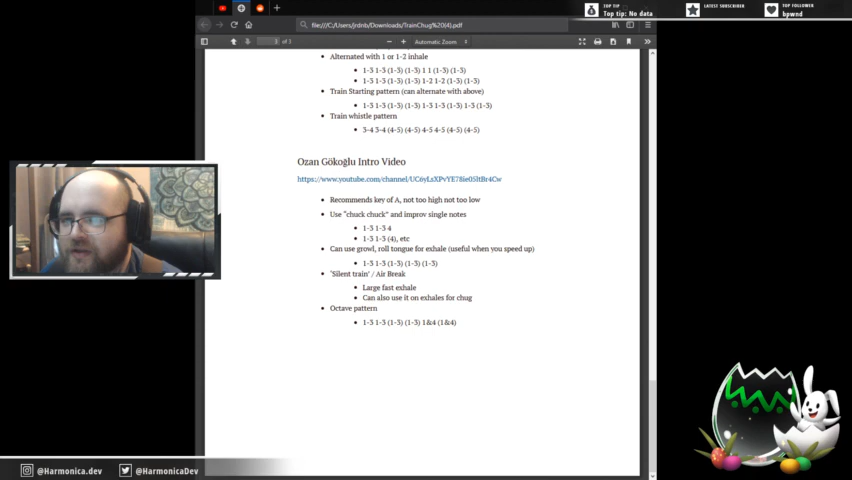 TOP TIP
Top tip: No data
LATEST SUBSCRIBER
TOP FOLLOWER
bpwnd
file:///C:/Users/jrdnb/Downloads/TrainChug%20(4).pdf
3 of 3
Automatic Zoom
Alternated with 1 or 1-2 inhale
1-3 1-3 (1-3) (1-3) 1 1 (1-3) (1-3)
1-3 1-3 (1-3) (1-3) 1-2 1-2 (1-3) (1-3)
Train Starting pattern (can alternate with above)
1-3 1-3 (1-3) (1-3) 1-3 1-3 (1-3) 1-3 (1-3)
Train whistle pattern
3-4 3-4 (4-5) (4-5) 4-5 4-5 (4-5) (4-5)
Ozan Gökoğlu Intro Video
https://www.youtube.com/channel/UC6yLsXPvYE78ie05ItBr4Cw
Recommends key of A, not too high not too low
Use "chuck chuck" and improv single notes
1-3 1-3 4
1-3 1-3 (4), etc
Can use growl, roll tongue for exhale (useful when you speed up)
1-3 1-3 (1-3) (1-3) (1-3)
'Silent train' / Air Break
Large fast exhale
Can also use it on exhales for chug
Octave pattern
1-3 1-3 (1-3) (1-3) 1&4 (1&4)
@Harmonica.dev
@HarmonicaDev